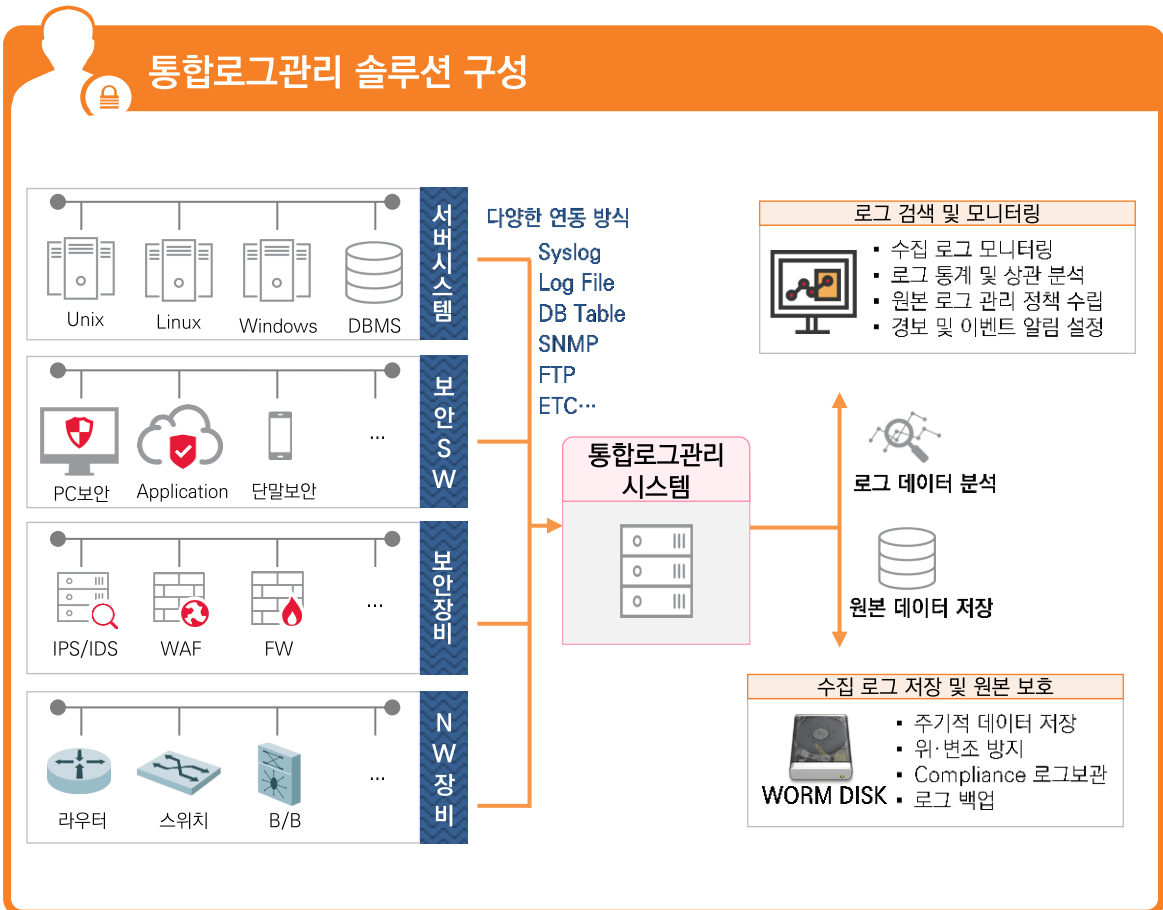 통합로그관리 솔루션 구성
서버시스템
Unix
Linux
Windows
DBMS
보안SW
PC보안
Application
단말보안
...
보안장비
IPS/IDS
WAF
FW
...
NW장비
라우터
스위치
B/B
...
다양한 연동 방식
Syslog
Log File
DB Table
SNMP
FTP
ETC…
통합로그관리
시스템
로그 검색 및 모니터링
▪ 수집 로그 모니터링
▪ 로그 통계 및 상관 분석
▪ 원본 로그 관리 정책 수립
▪ 경보 및 이벤트 알림 설정
로그 데이터 분석
원본 데이터 저장
수집 로그 저장 및 원본 보호
WORM DISK
▪ 주기적 데이터 저장
▪ 위·변조 방지
▪ Compliance 로그보관
▪ 로그 백업